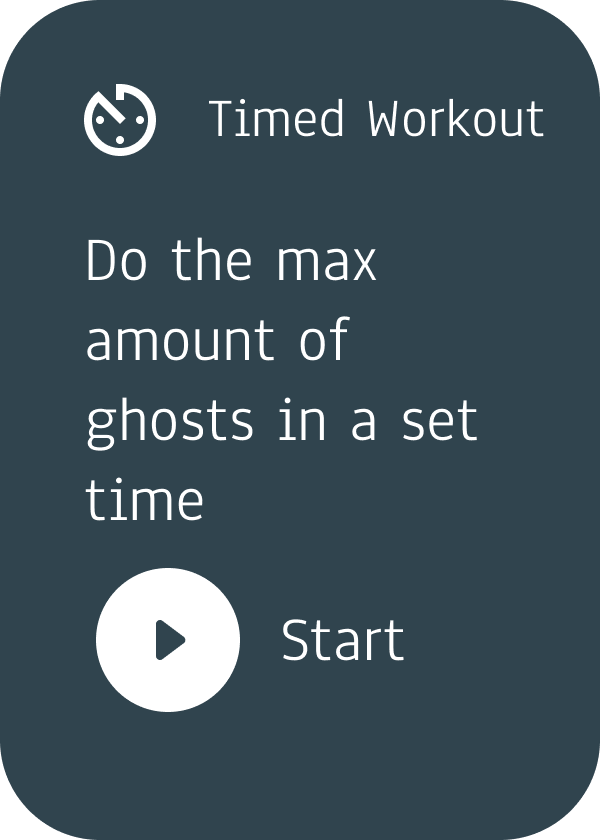 Timed Workout
Do the max
amount of
ghosts in a set
time
Start